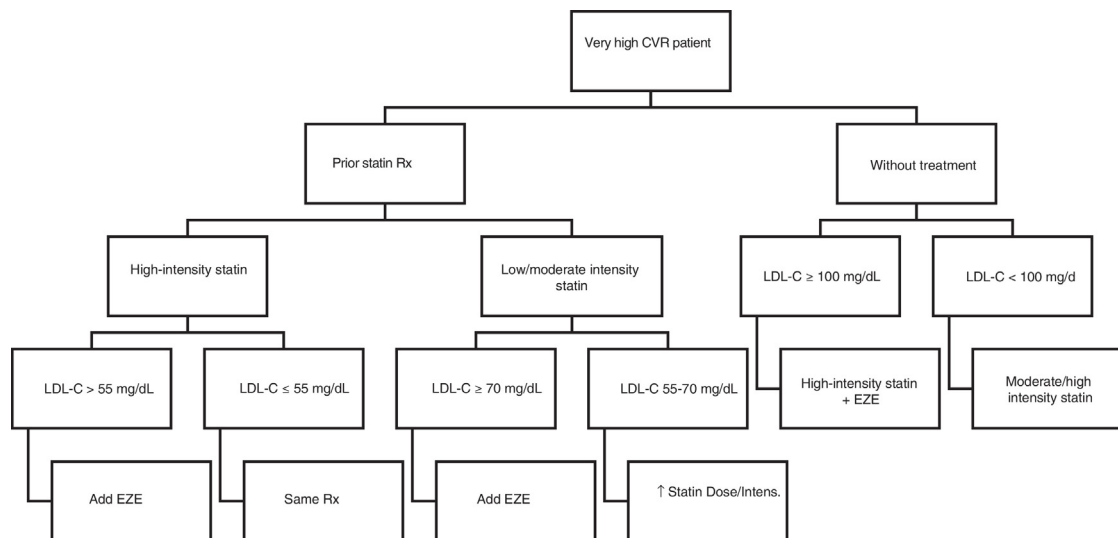 Very high CVR patient
Prior statin Rx
Without treatment
High-intensity statin
Low/moderate intensity
statin
LDL-C ≥ 100 mg/dL
LDL-C < 100 mg/d
LDL-C > 55 mg/dL
LDL-C ≤ 55 mg/dL
LDL-C ≥ 70 mg/dL
LDL-C 55-70 mg/dL
High-intensity statin
+ EZE
Moderate/high
intensity statin
Add EZE
Same Rx
Add EZE
↑ Statin Dose/Intens.